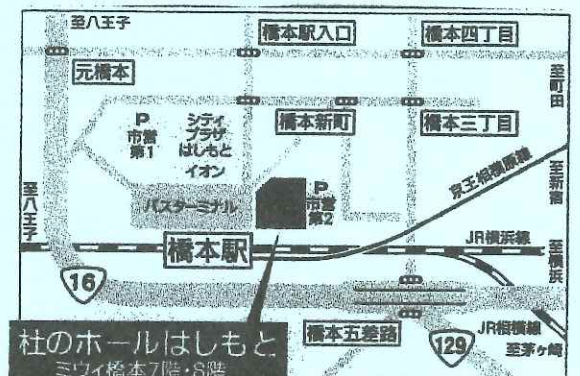 至八王子
橋本駅入口
橋本四丁目
元橋本
至町田
P
市営
第1
シティ
プラザ
はしもと
イオン
橋本新町
橋本三丁目
至八王子
バスターミナル
P
市営
第2
京王相模原線
至新宿
橋本駅
JR横浜線
至横浜
16
杜のホールはしもと
ミウィ橋本7階・8階
橋本五差路
129
JR相模線
至茅ヶ崎